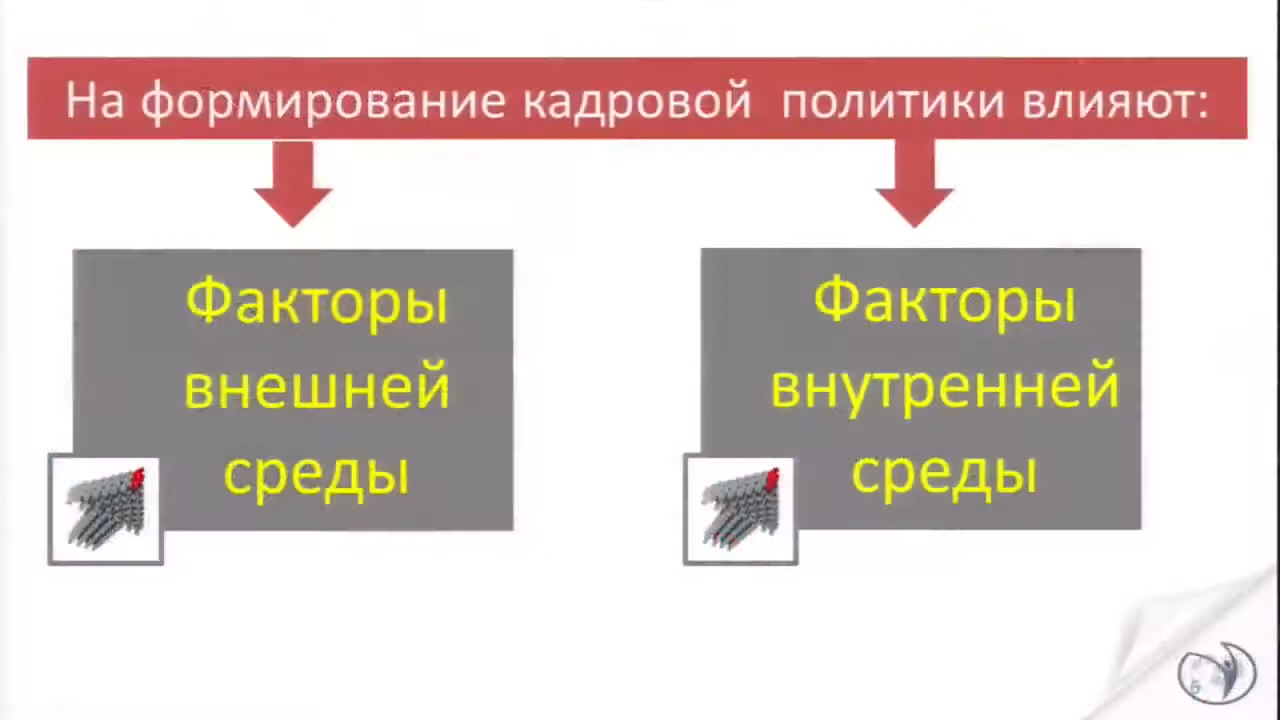 На формирование кадровой политики влияют:
Факторы
внешней
среды
Факторы
внутренней
среды